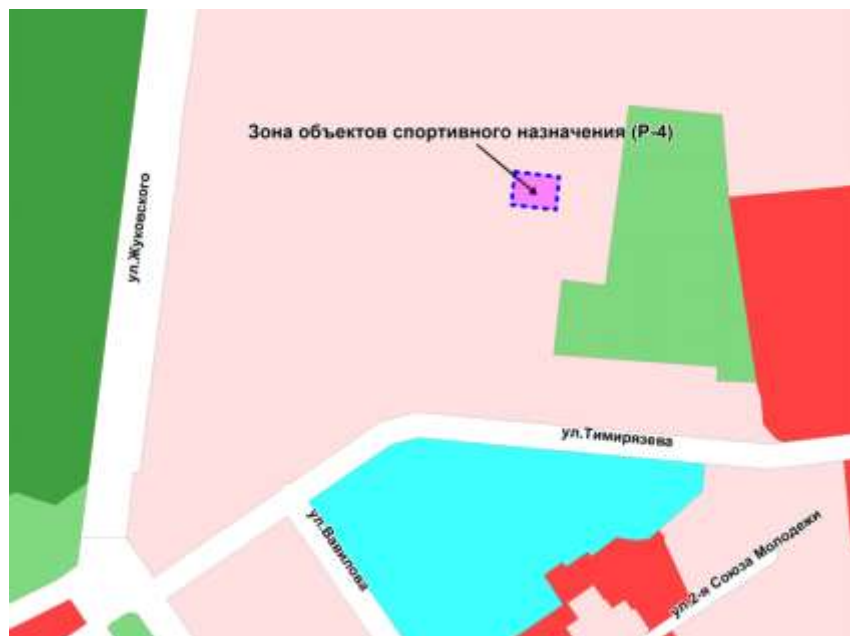 Зона объектов спортивного назначения (Р-4)
ул.Жуковского
ул.Тимирязева
ул.Вавилова
ул.2-я Союза Молодежи